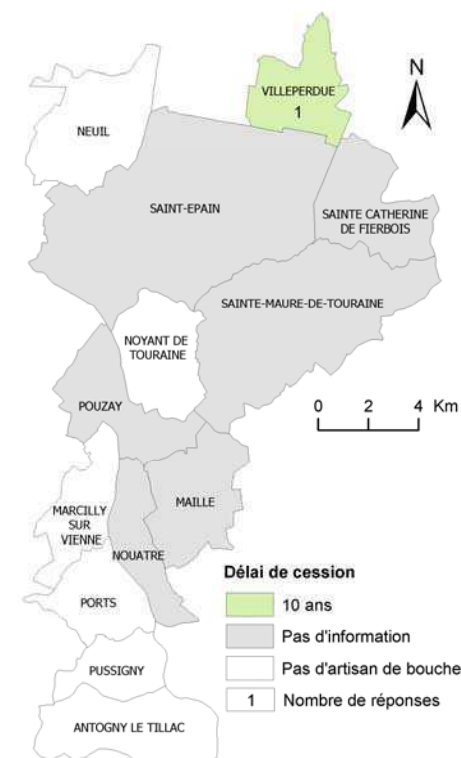 VILLEPERDUE
1
N
NEUIL
SAINT-EPAIN
SAINTE CATHERINE
DE FIERBOIS
SAINTE-MAURE-DE-TOURAINE
NOYANT DE
TOURAINE
POUZAY
0 2 4 Km
MAILLE
MARCILLY
SUR
VIENNE
NOUATRE
PORTS
PUSSIGNY
ANTOGNY LE TILLAC
Délai de cession
10 ans
Pas d'information
Pas d'artisan de bouche
1 Nombre de réponses